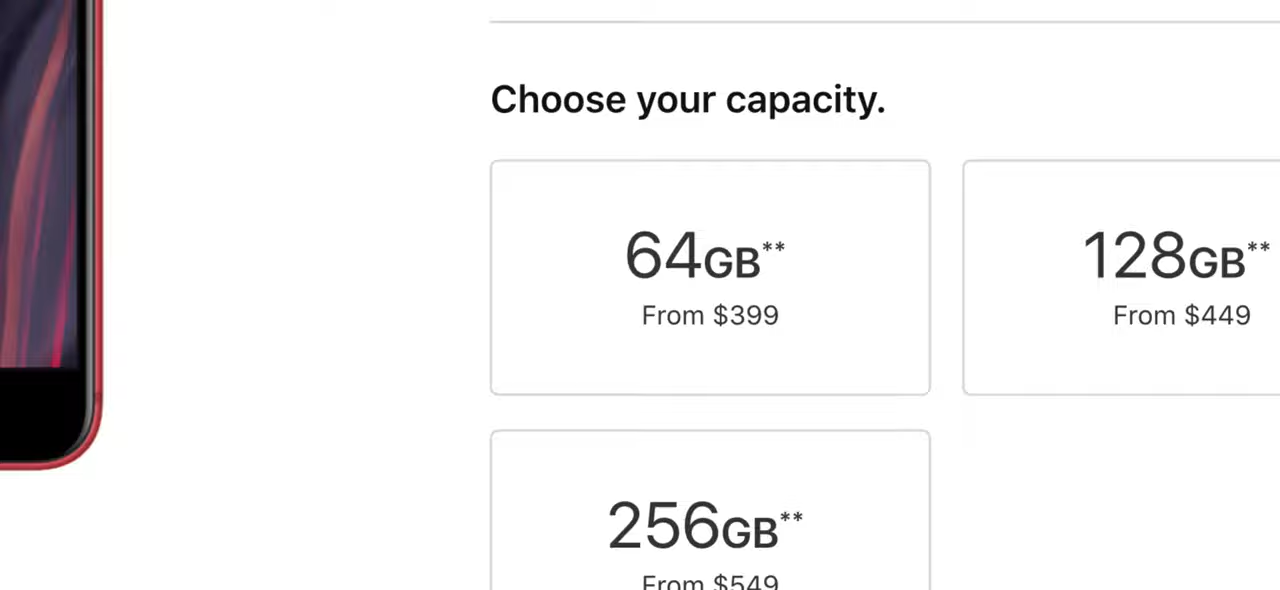 Choose your capacity.
64GB**
From $399
128GB**
From $449
256GB**
From $549